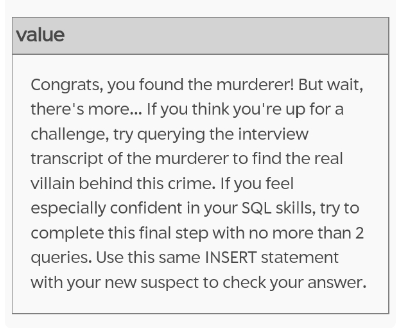 value
Congrats, you found the murderer! But wait,
there's more... If you think you're up for a
challenge, try querying the interview
transcript of the murderer to find the real
villain behind this crime. If you feel
especially confident in your SQL skills, try to
complete this final step with no more than 2
queries. Use this same INSERT statement
with your new suspect to check your answer.